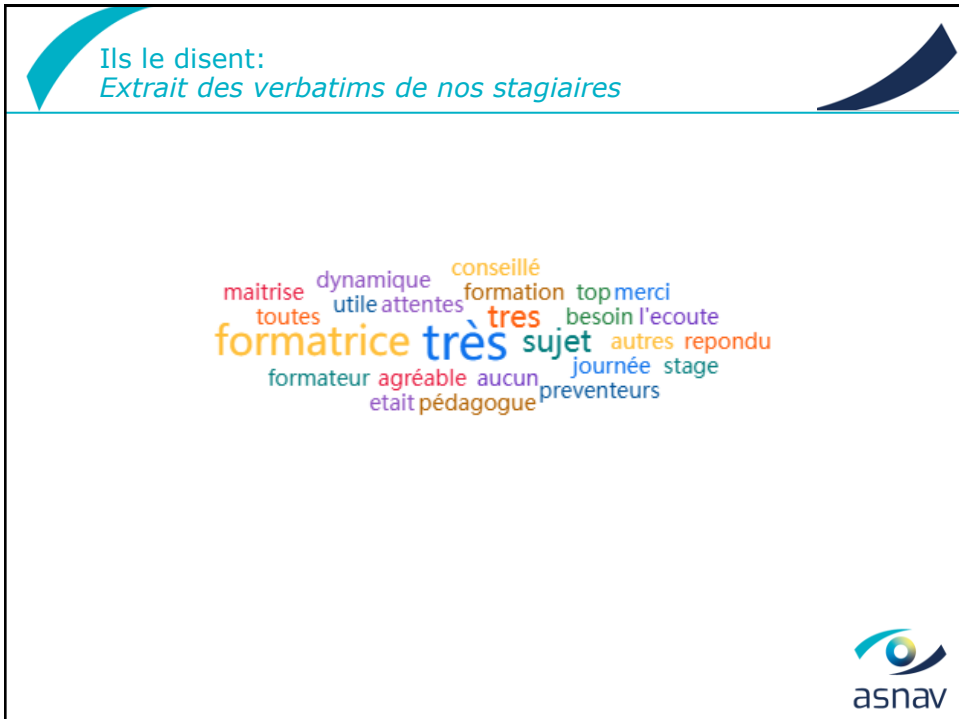 Ils le disent:
Extrait des verbatims de nos stagiaires
conseillé
dynamique
maitrise formation top merci
utile attentes
toutes tres besoin l'ecoute
formatrice très sujet autres repondu
journée stage
formateur agréable aucun
preventeurs
etait pédagogue
asnav